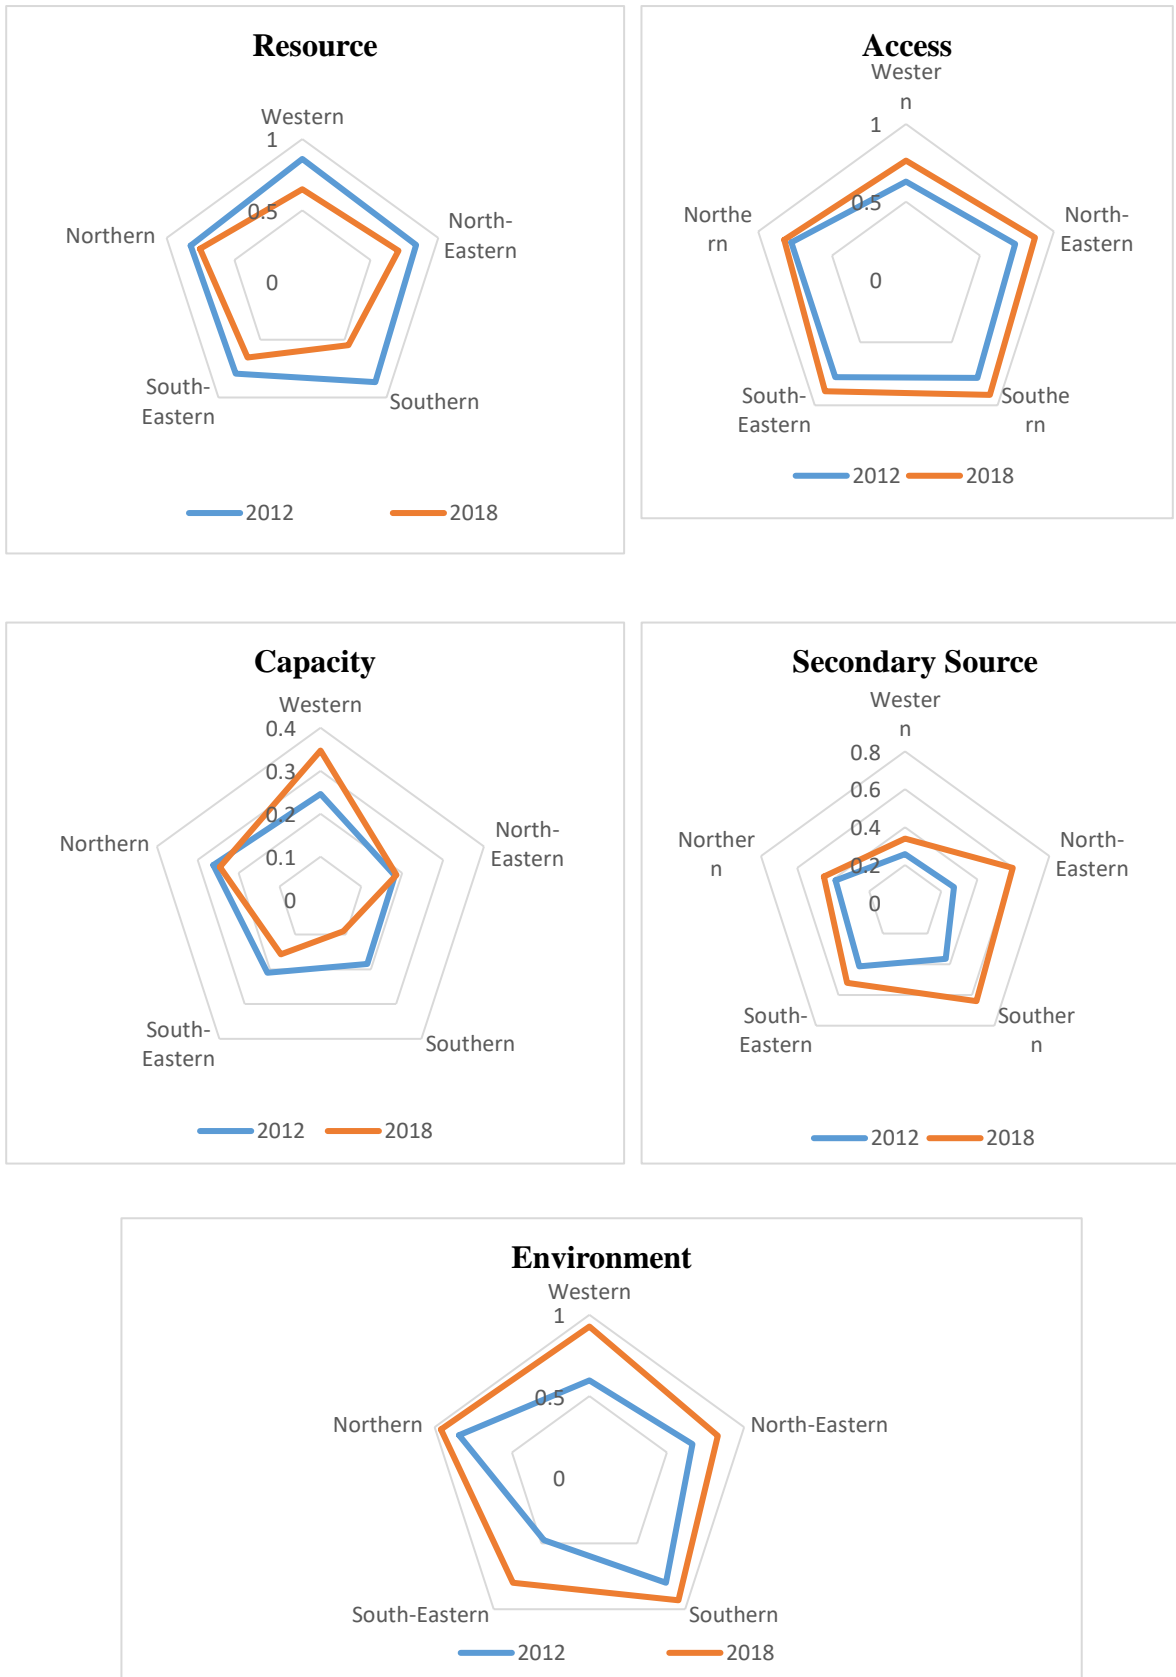 Resource
Western
1
0.5
0
North-
Eastern
Northern
South-
Eastern
Southern
2012
2018
Access
Wester
n
1
0.5
0
North-
Eastern
Northe
rn
South-
Eastern
Southe
rn
2012
2018
Capacity
Western
0.4
0.3
0.2
0.1
0
North-
Eastern
Northern
South-
Eastern
Southern
2012
2018
Secondary Source
Wester
n
0.8
0.6
0.4
0.2
0
North-
Eastern
Norther
n
South-
Eastern
Souther
n
2012
2018
Environment
Western
1
0.5
0
Northern
North-Eastern
South-Eastern
Southern
2012
2018